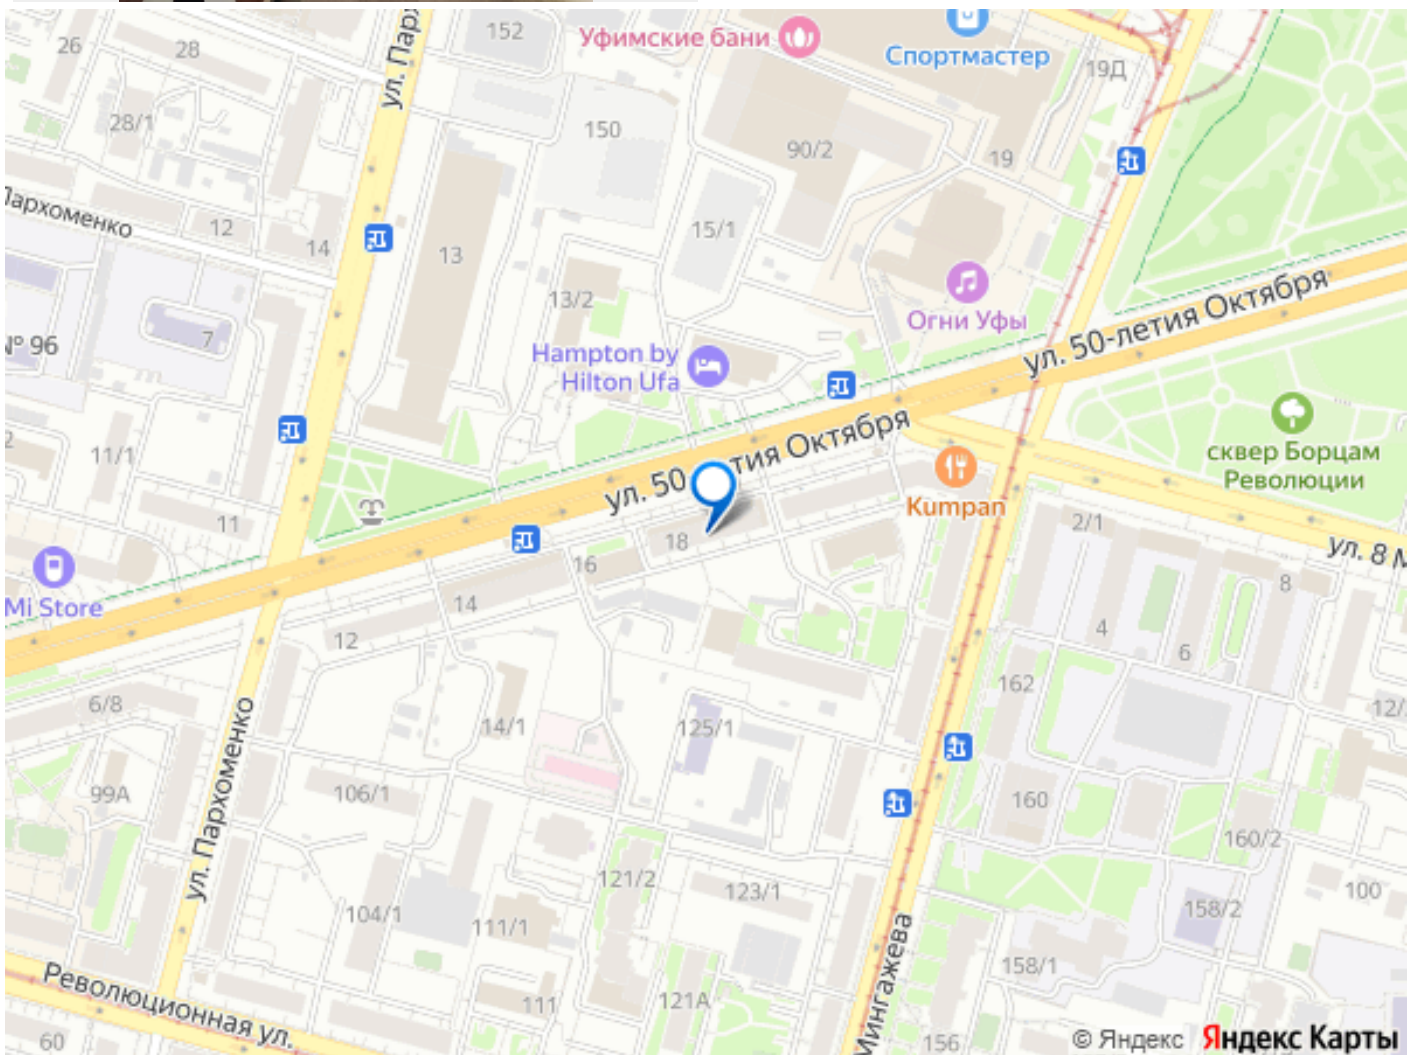 26
28
ул. Пар
152
Уфимские бани
Спортмастер
19Д
28/1
150
90/2
19
Пархоменко
12
14
13
15/1
13/2
Огни Уфы
ул. 50-летия Октября
7
№ 96
Hampton by
Hilton Ufa
сквер Борцам
Революции
2
11/1
ул. 50
тия Октября
Kumpan
11
2/1
ул. 8 М
18
16
8
Mi Store
14
12
4
6
162
6/8
12/
14/1
125/1
ул. Пархоменко
99А
106/1
160
160/2
121/2
123/1
100
104/1
111/1
158/2
Мингажева
158/1
Революционная ул.
111
121А
60
156
© Яндекс Яндекс Карты